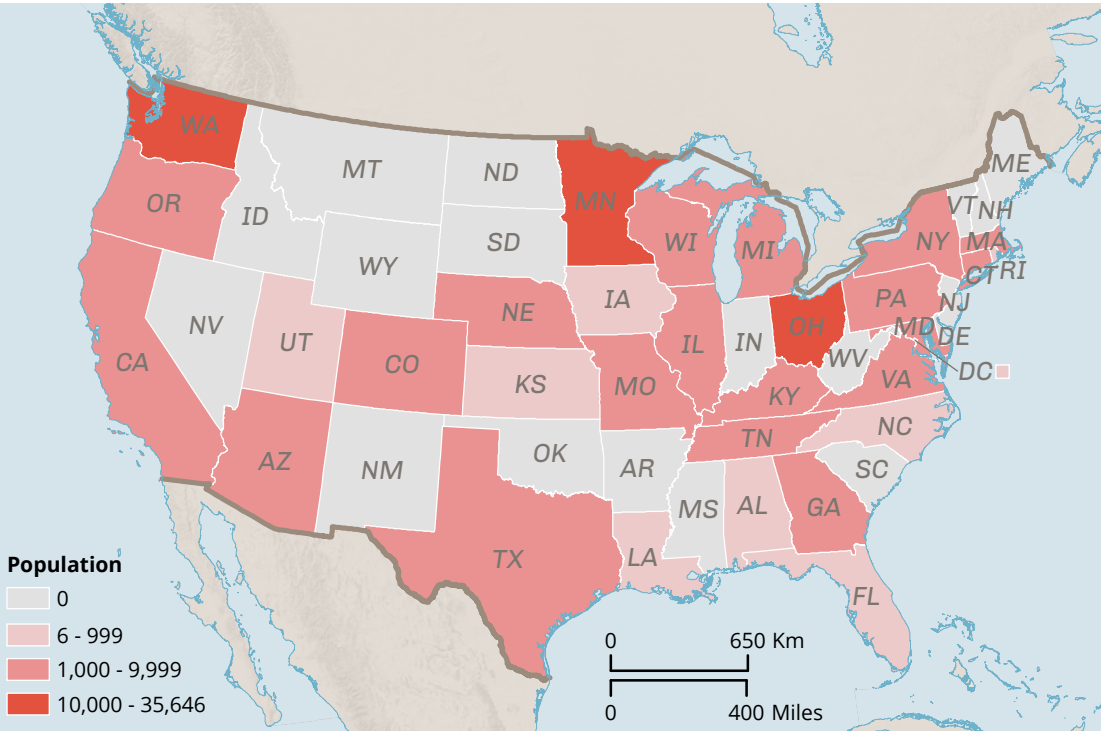 WA
MT
ND
ME
OR
ID
MN
VT NH
SD
WI
MI
NY
MA
WY
CT RI
NV
UT
NE
IA
PA
NJ
CA
CO
IL
IN
OH
MD DE
KS
MO
WV
DC
VA
KY
NC
AZ
NM
OK
TN
AR
SC
MS
AL
GA
TX
LA
FL
Population
0
6 - 999
1,000 - 9,999
10,000 - 35,646
0 650 Km
0 400 Miles